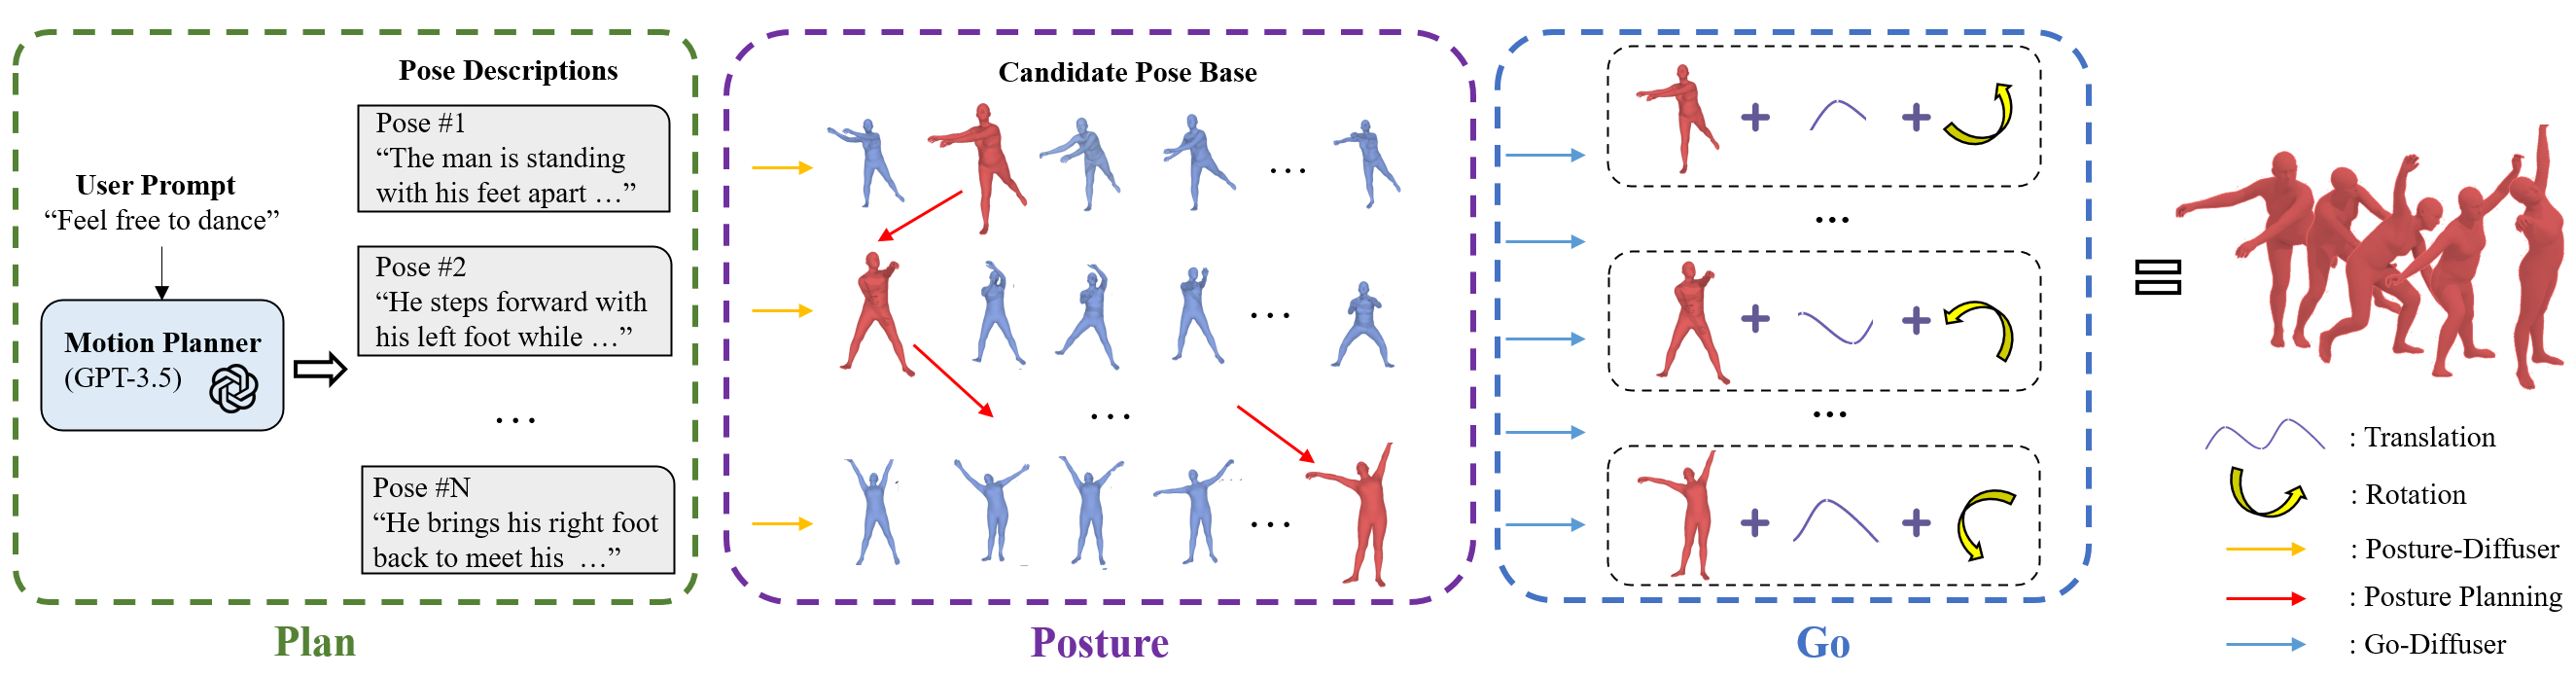 User Prompt
“Feel free to dance”
Motion Planner
(GPT-3.5)
Pose Descriptions
Pose #1
“The man is standing
with his feet apart …”
Pose #2
“He steps forward with
his left foot while …”
…
Pose #N
“He brings his right foot
back to meet his …”
Plan
Candidate Pose Base
…
…
…
…
Posture
…
…
Go
: Translation
: Rotation
: Posture-Diffuser
: Posture Planning
: Go-Diffuser